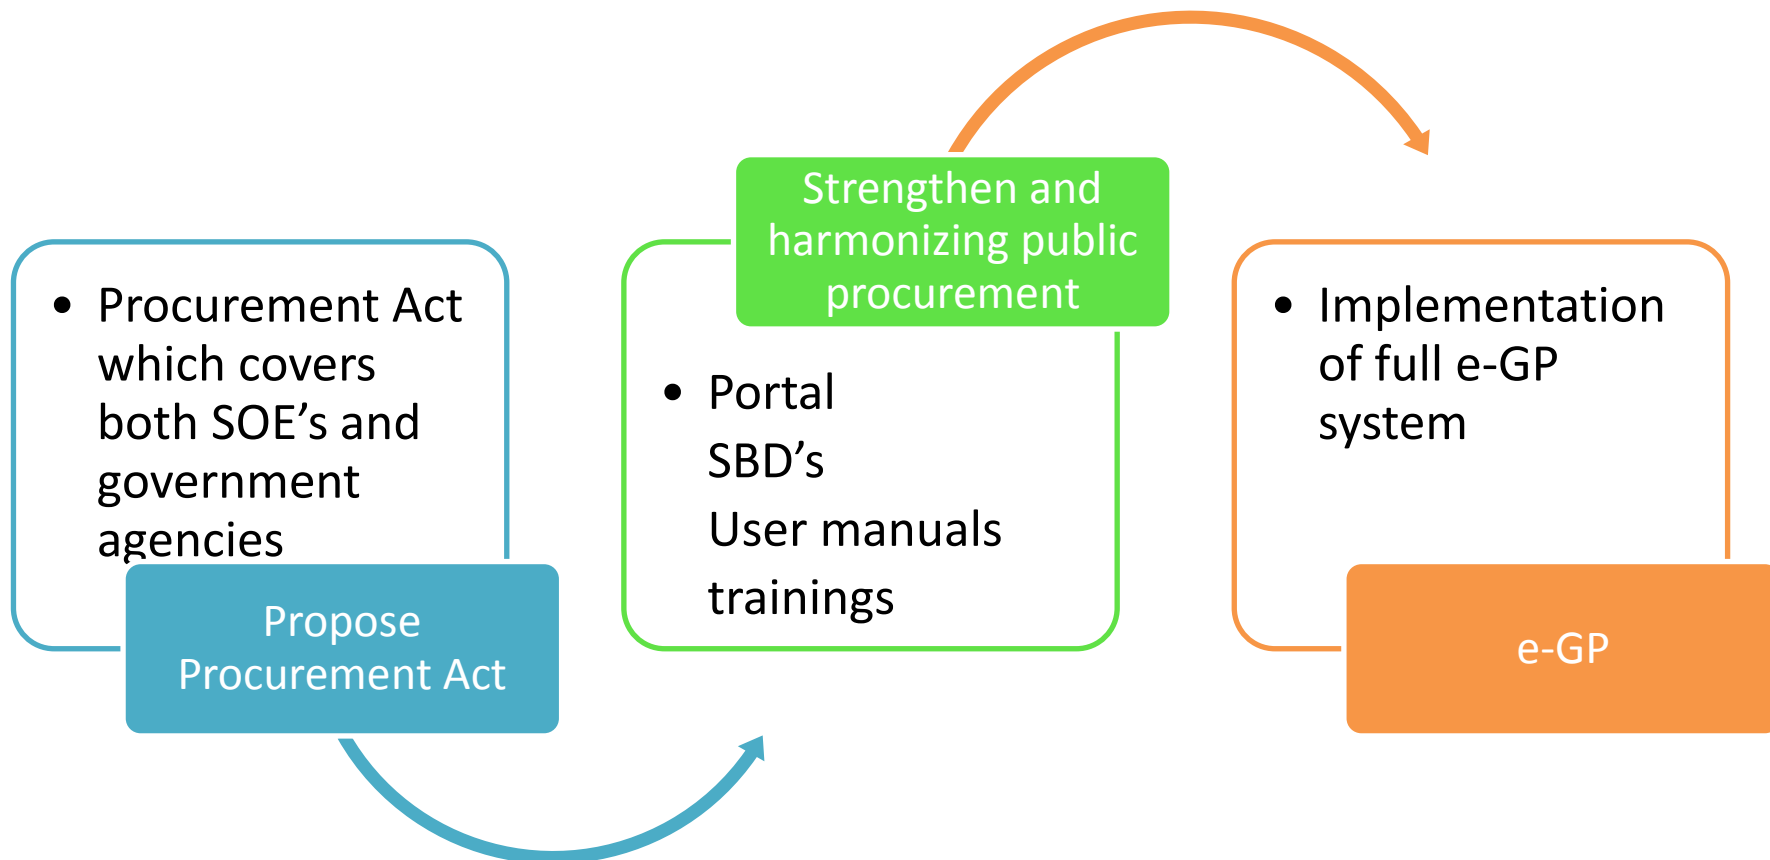 • Procurement Act
which covers
both SOE’s and
government
agencies
Propose
Procurement Act
Strengthen and
harmonizing public
procurement
• Portal
SBD’s
User manuals
trainings
• Implementation
of full e-GP
system
e-GP